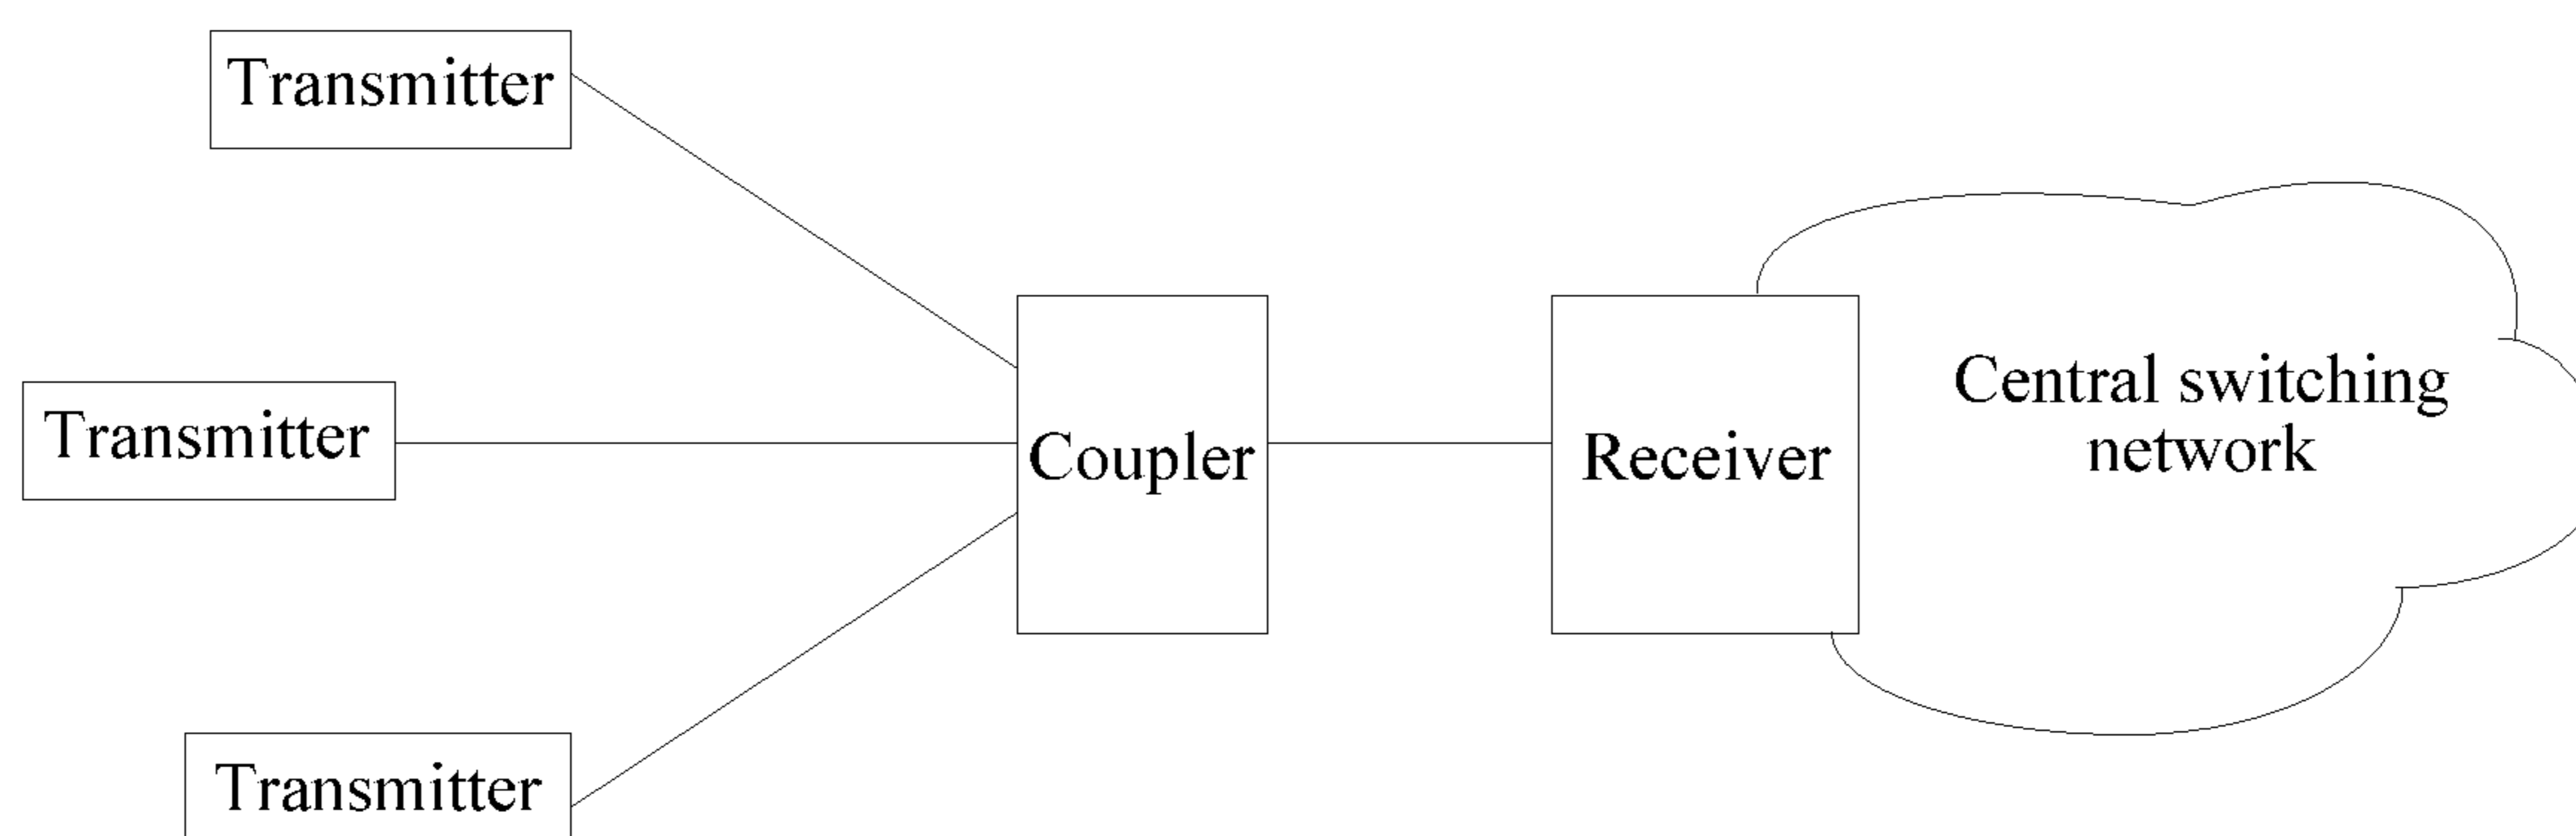 Transmitter
Transmitter
Coupler
Receiver
Central switching
network
Transmitter